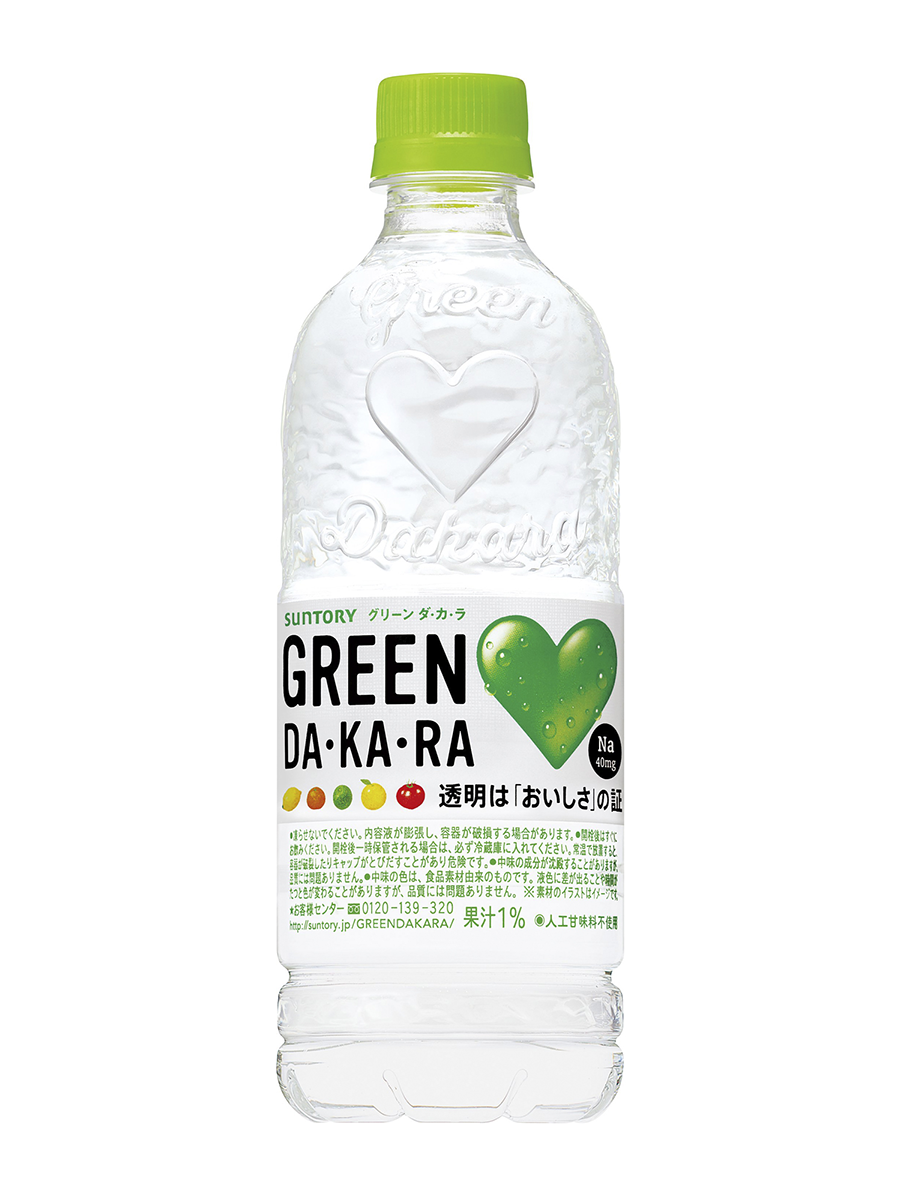 Green
Dakara
SUNTORY グリーン ダ・カ・ラ
GREEN
DA・KA・RA
Na
40mg
透明は「おいしさ」の証
●凍らせないでください。内容液が膨張し、容器が破損する場合があります。●開栓後はすぐに
お飲みください。開栓後一時保管される場合は、必ず冷蔵庫に入れてください。常温で放置すると、
容器が破裂したりキャップがとびだすことがあり危険です。●中味の成分が沈殿することがありますが、
品質には問題ありません。●中味の色は、食品素材由来のものです。液色に差が出ることや時間が
たつと色が変わることがありますが、品質には問題ありません。 ※素材のイラストはイメージです。
★お客様センター 0120-139-320
http://suntory.jp/GREENDAKARA/ 果汁1% ◉人工甘味料不使用